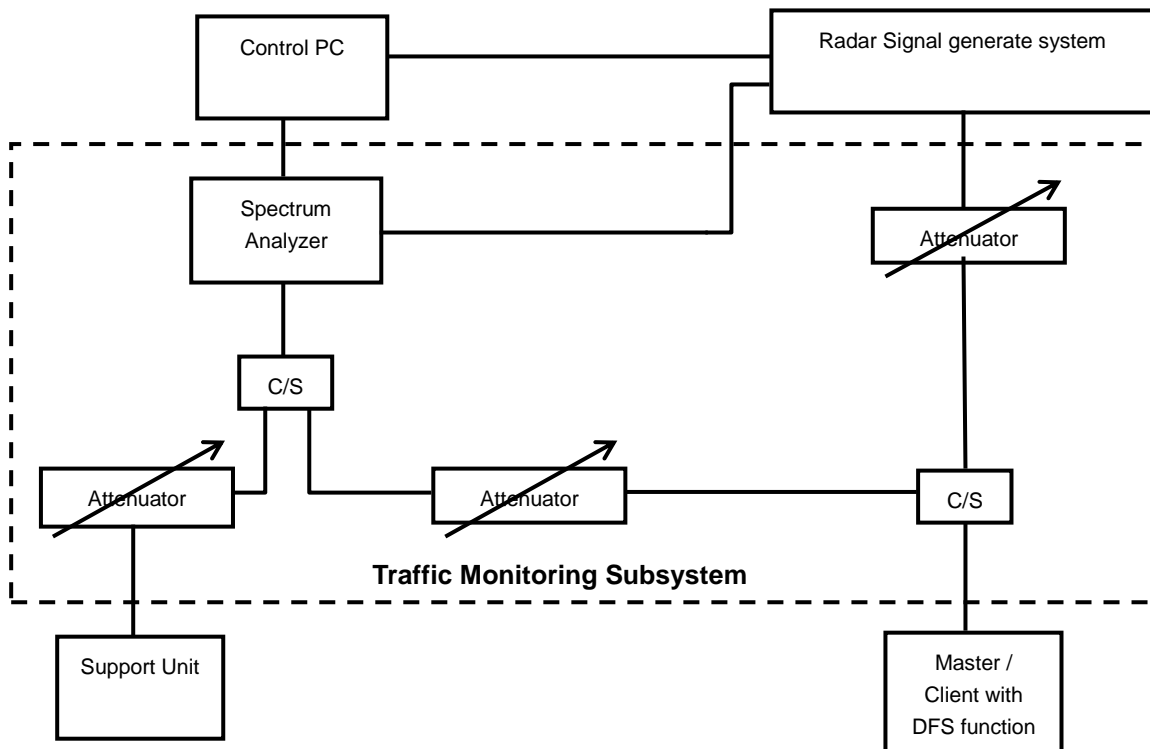 Control PC
Radar Signal generate system
Spectrum
Analyzer
Attenuator
C/S
Attenuator
Attenuator
C/S
Traffic Monitoring Subsystem
Support Unit
Master /
Client with
DFS function